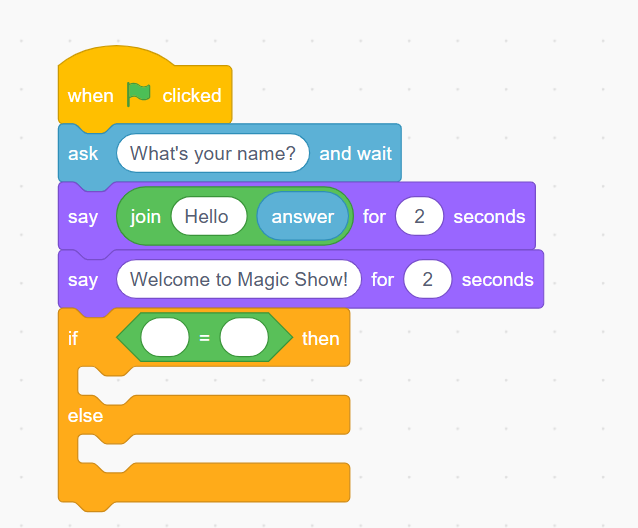 when clicked
ask What's your name? and wait
say join Hello answer for 2 seconds
say Welcome to Magic Show! for 2 seconds
if = then
else